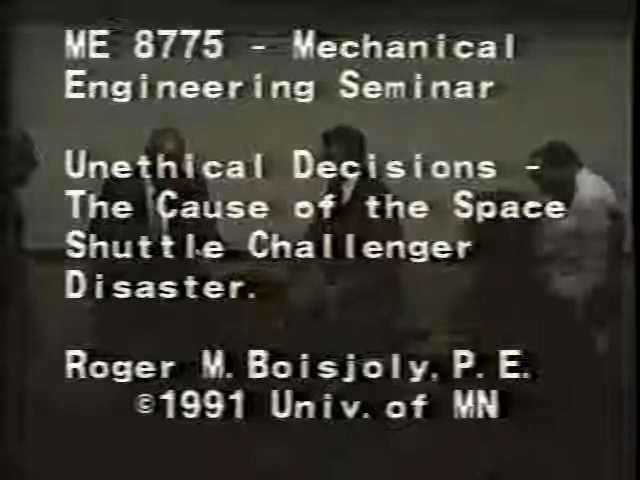 ME 8775 - Mechanical
Engineering Seminar
Unethical Decisions -
The Cause of the Space
Shuttle Challenger
Disaster.
Roger M. Boisjoly, P. E.
©1991 Univ. of MN